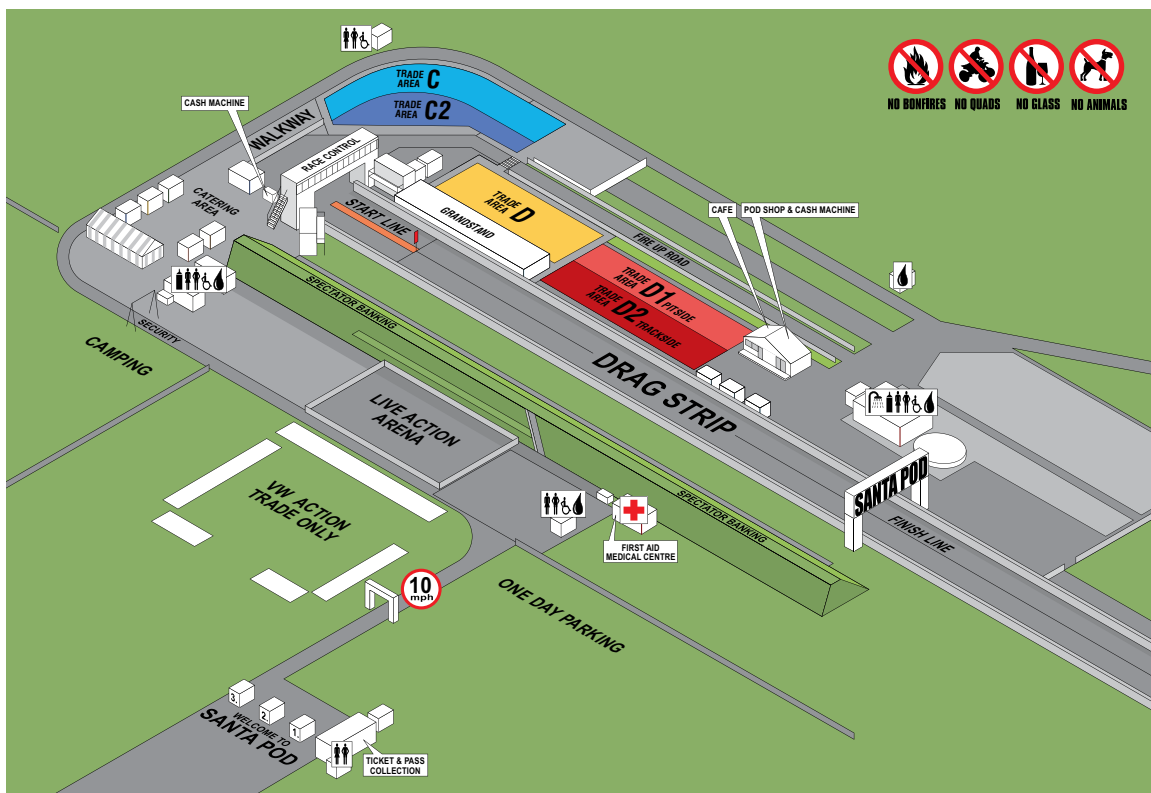 NO BONFIRES
NO QUADS
NO GLASS
NO ANIMALS
TRADE
AREA C
TRADE
AREA C2
CASH MACHINE
WALKWAY
RACE CONTROL
CATERING
AREA
START LINE
GRANDSTAND
TRADE
AREA D
CAFE
POD SHOP & CASH MACHINE
FIRE UP ROAD
TRADE
AREA D1 PITSIDE
TRADE
AREA D2 TRACKSIDE
SPECTATOR BANKING
SECURITY
CAMPING
DRAG STRIP
LIVE ACTION
ARENA
SANTA POD
FINISH LINE
VW ACTION
TRADE ONLY
SPECTATOR BANKING
FIRST AID
MEDICAL CENTRE
10
mph
ONE DAY PARKING
3.
2.
1.
WELCOME TO
SANTA POD
TICKET & PASS
COLLECTION